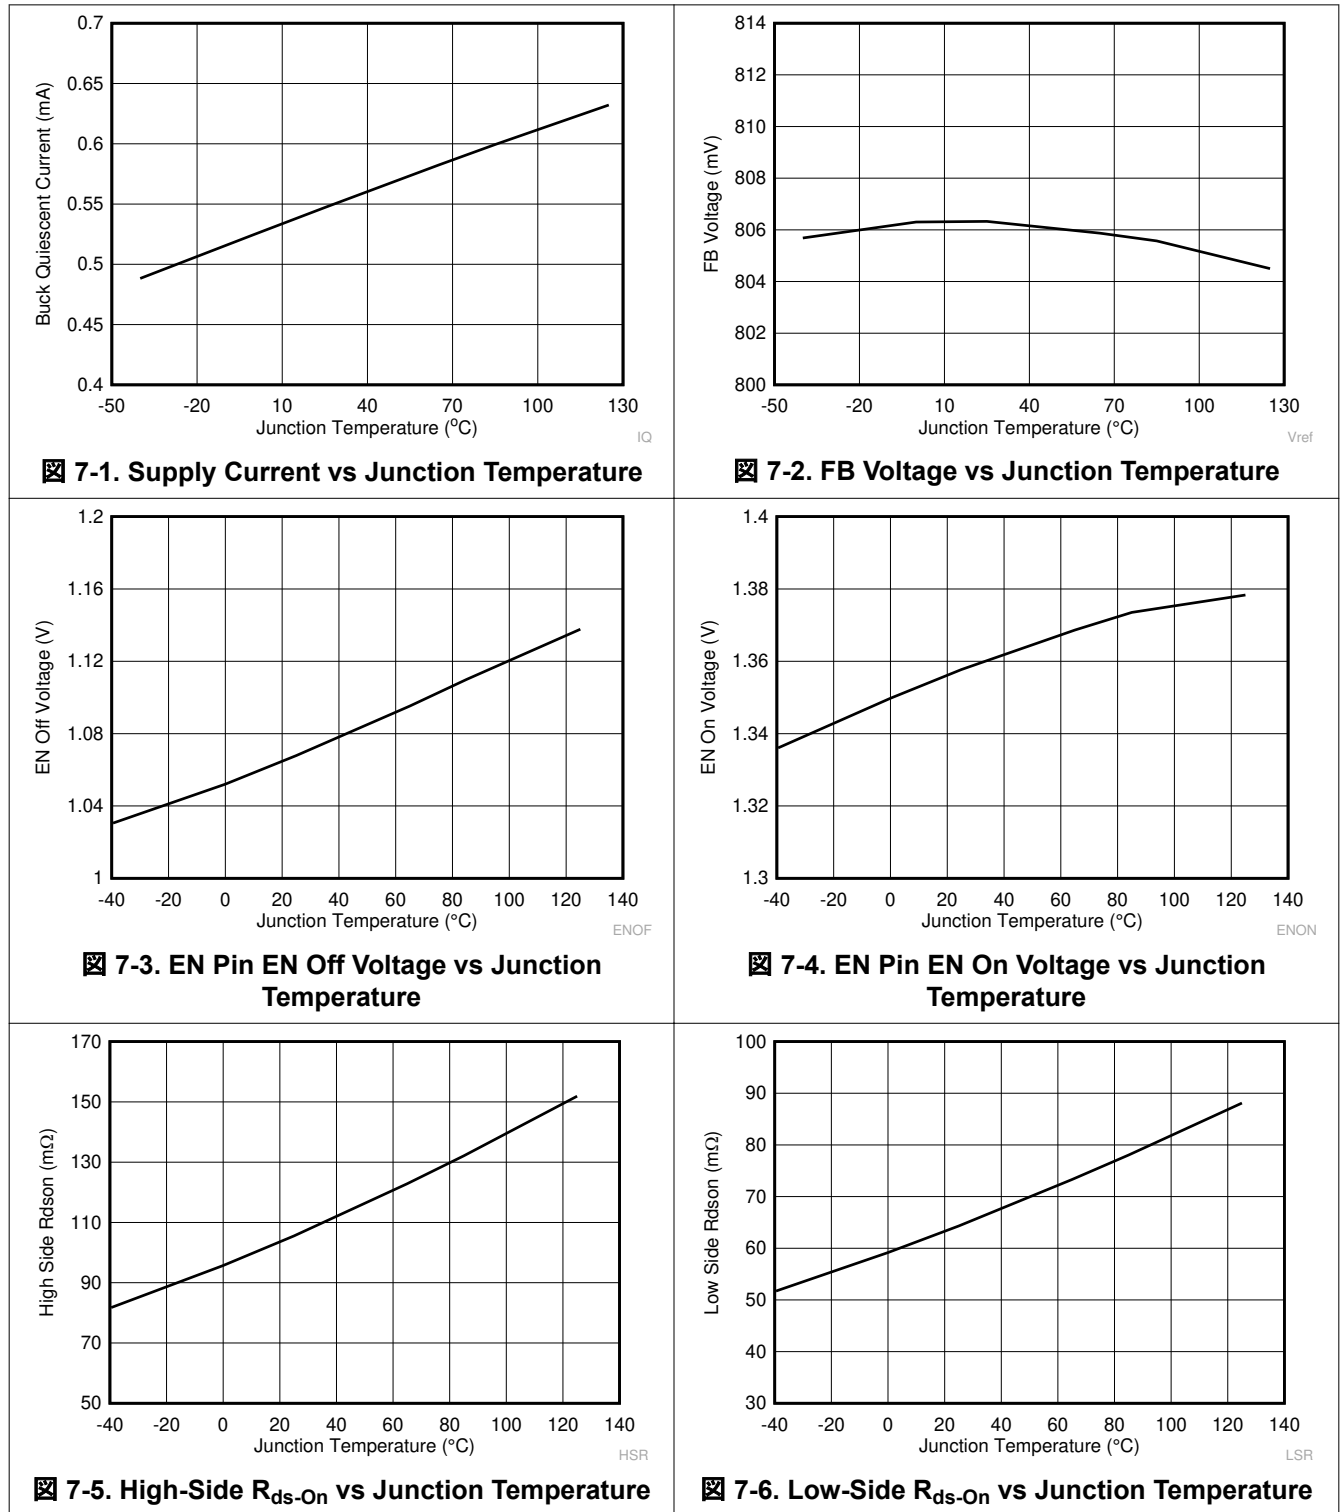 0.7
0.65
0.6
0.55
0.5
0.45
0.4
Buck Quiescent Current (mA)
-50 -20 10 40 70 100 130
Junction Temperature (°C)
IQ
図 7-1. Supply Current vs Junction Temperature
814
812
810
808
806
804
802
800
FB Voltage (mV)
-50 -20 10 40 70 100 130
Junction Temperature (°C)
Vref
図 7-2. FB Voltage vs Junction Temperature
1.2
1.16
1.12
1.08
1.04
1
EN Off Voltage (V)
-40 -20 0 20 40 60 80 100 120 140
Junction Temperature (°C)
ENOF
図 7-3. EN Pin EN Off Voltage vs Junction
Temperature
1.4
1.38
1.36
1.34
1.32
1.3
EN On Voltage (V)
-40 -20 0 20 40 60 80 100 120 140
Junction Temperature (°C)
ENON
図 7-4. EN Pin EN On Voltage vs Junction
Temperature
170
150
130
110
90
70
50
High Side Rdson (mΩ)
-40 -20 0 20 40 60 80 100 120 140
Junction Temperature (°C)
HSR
図 7-5. High-Side Rds-On vs Junction Temperature
100
90
80
70
60
50
40
30
Low Side Rdson (mΩ)
-40 -20 0 20 40 60 80 100 120 140
Junction Temperature (°C)
LSR
図 7-6. Low-Side Rds-On vs Junction Temperature